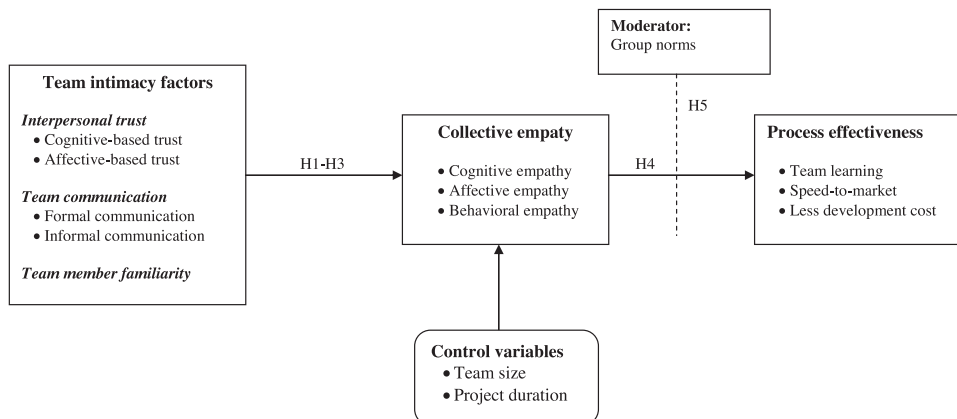 Moderator:
Group norms
Team intimacy factors
Interpersonal trust
• Cognitive-based trust
• Affective-based trust
Team communication
• Formal communication
• Informal communication
Team member familiarity
H1-H3
Collective empaty
• Cognitive empathy
• Affective empathy
• Behavioral empathy
H4
H5
Process effectiveness
• Team learning
• Speed-to-market
• Less development cost
Control variables
• Team size
• Project duration